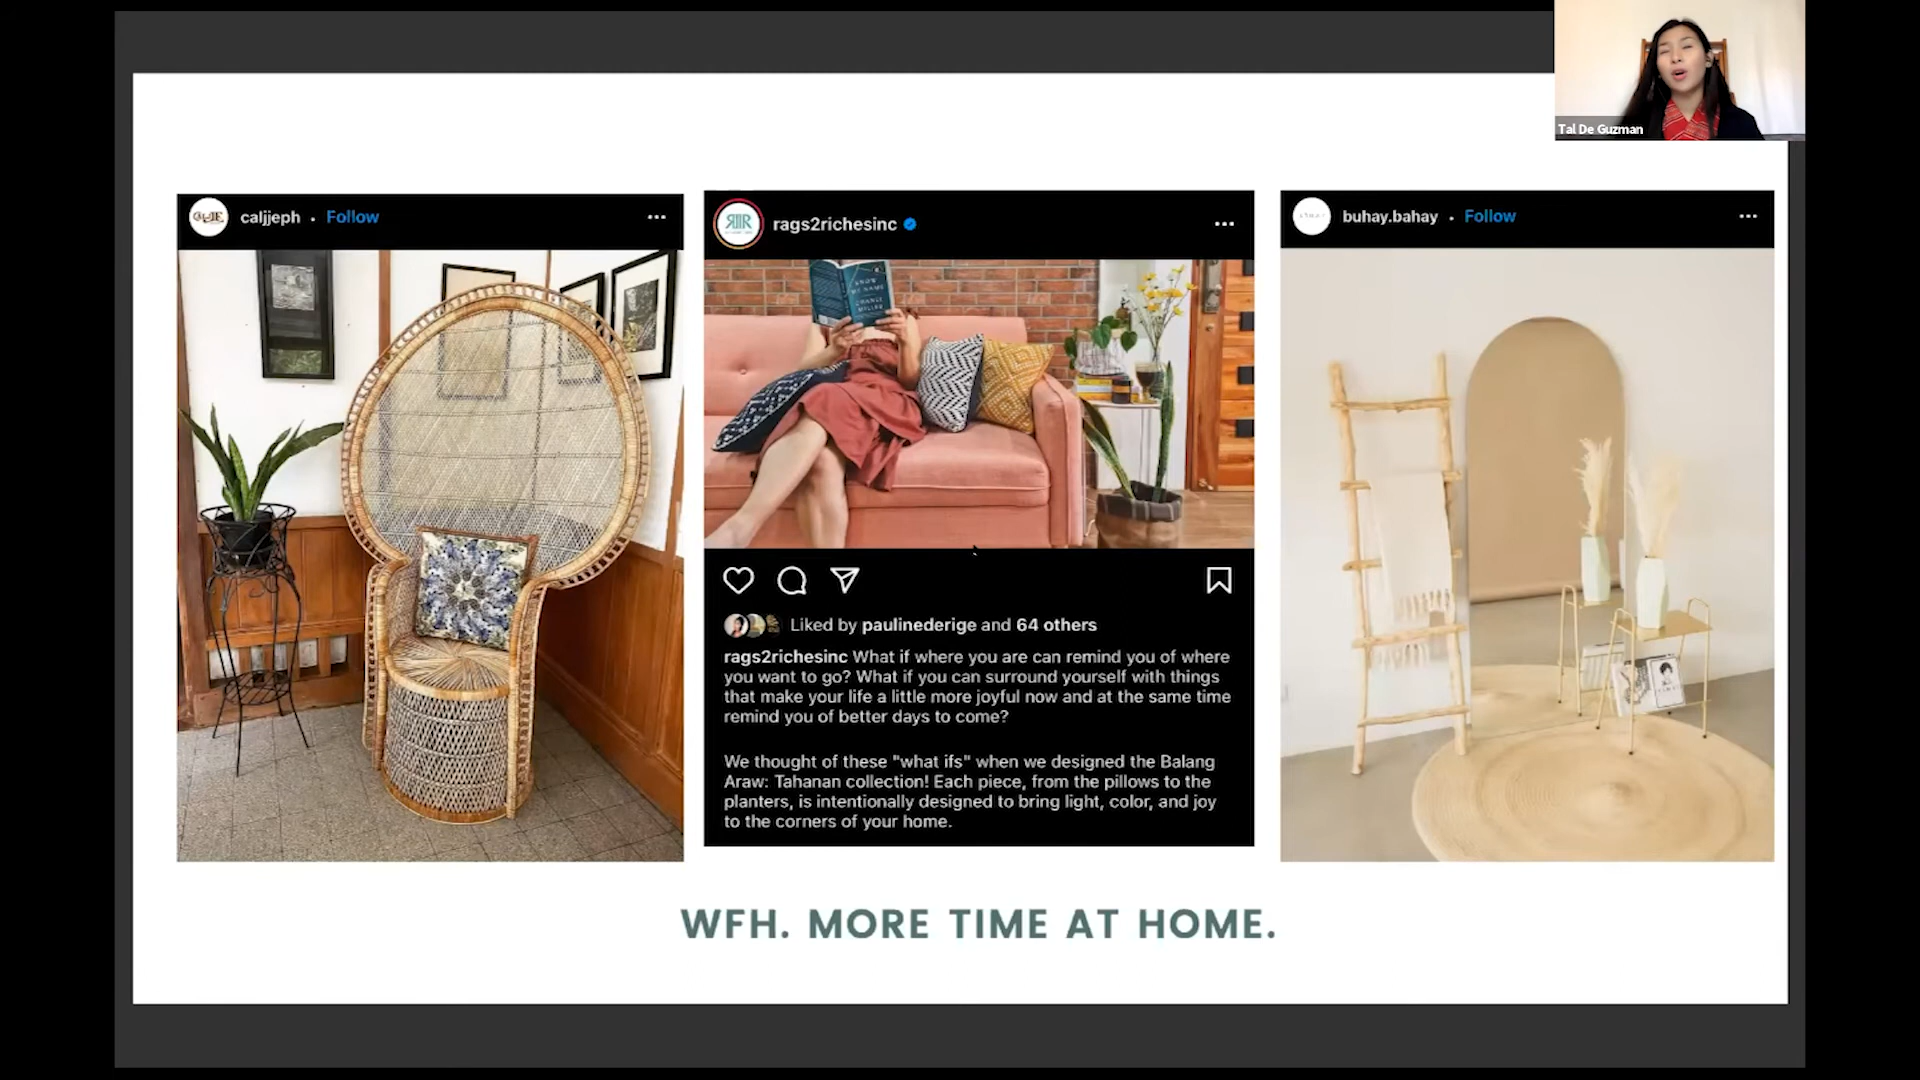 Tal De Guzman
caljjeph . Follow
rags2richesinc
buhay.bahay . Follow
KNOW
MY NAME
CHANEL
MILLER
Liked by paulinederige and 64 others
rags2richesinc What if where you are can remind you of where
you want to go? What if you can surround yourself with things
that make your life a little more joyful now and at the same time
remind you of better days to come?
We thought of these "what ifs" when we designed the Balang
Araw: Tahanan collection! Each piece, from the pillows to the
planters, is intentionally designed to bring light, color, and joy
to the corners of your home.
WFH. MORE TIME AT HOME.